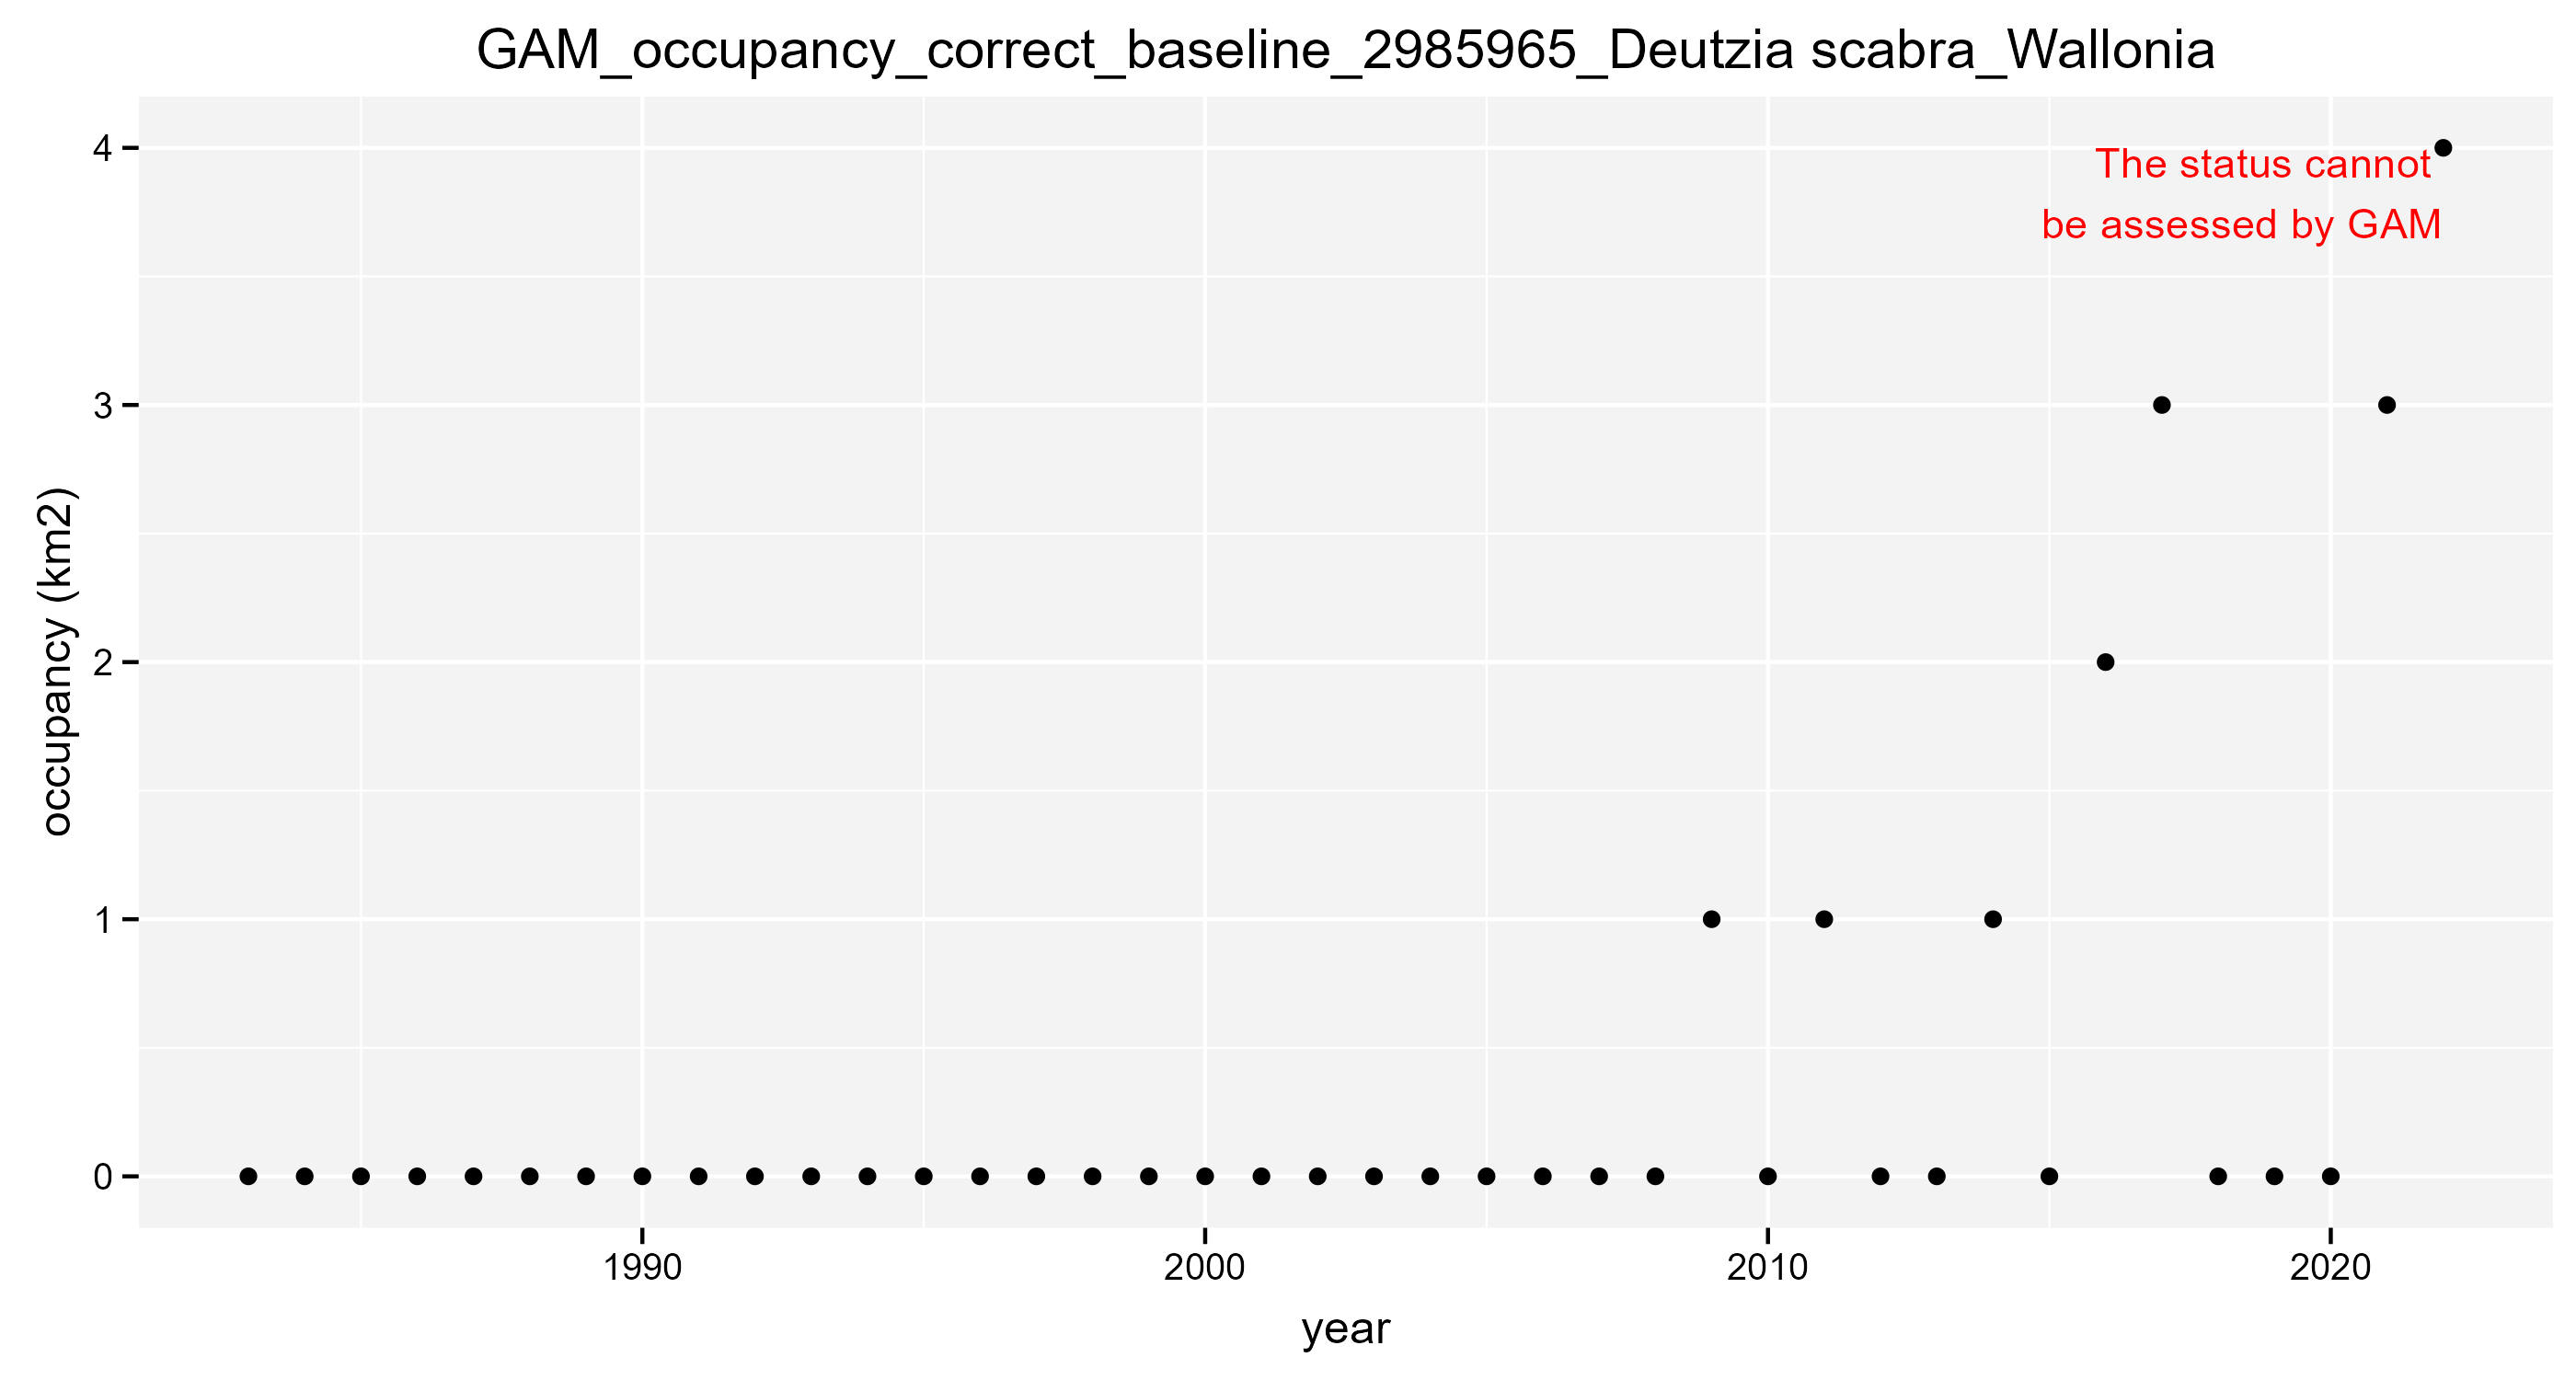 GAM_occupancy_correct_baseline_2985965_Deutzia scabra_Wallonia
4
The status cannot
be assessed by GAM
3
2
1
0
occupancy (km2)
1990 2000 2010 2020
year